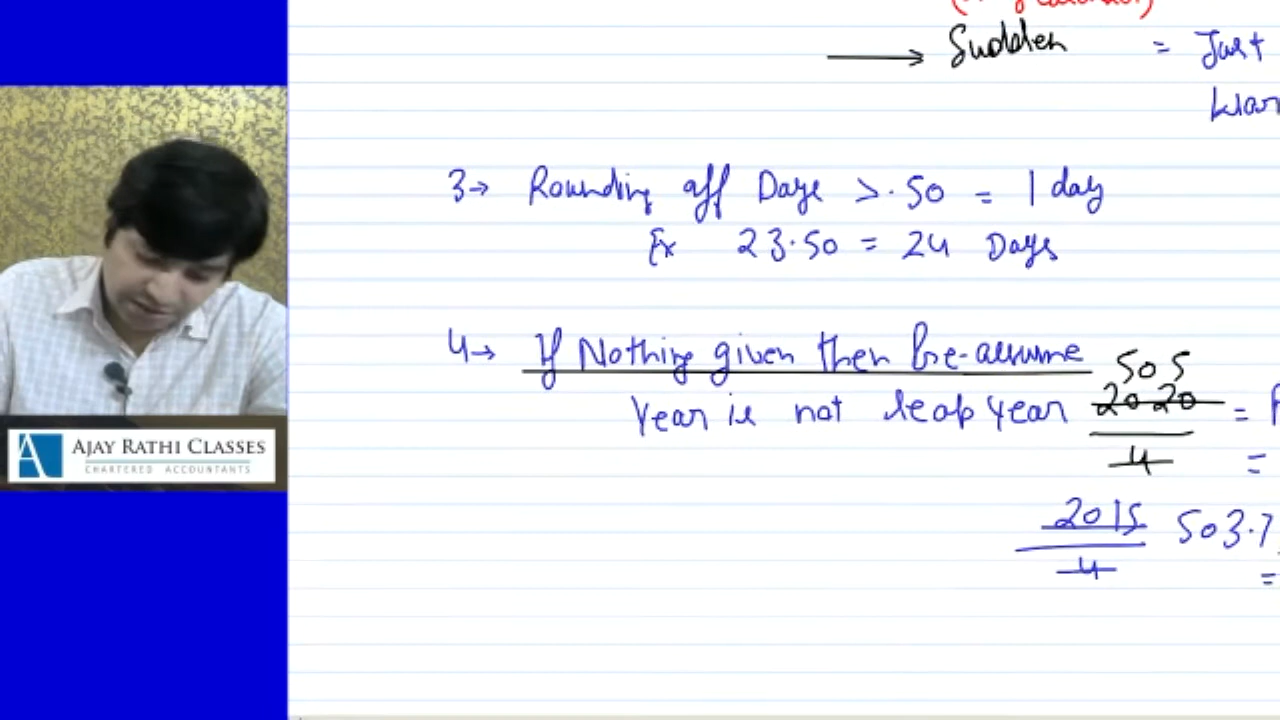 Sudden = Just
3→ Rounding off Days > .50 = 1 day
Ex 23.50 = 24 Days
4→ If Nothing given then Pre-assume
Year is not leap year
505
2020
4
=
=
2015
4
503.7
=
AJAY RATHI CLASSES
CHARTERED ACCOUNTANTS